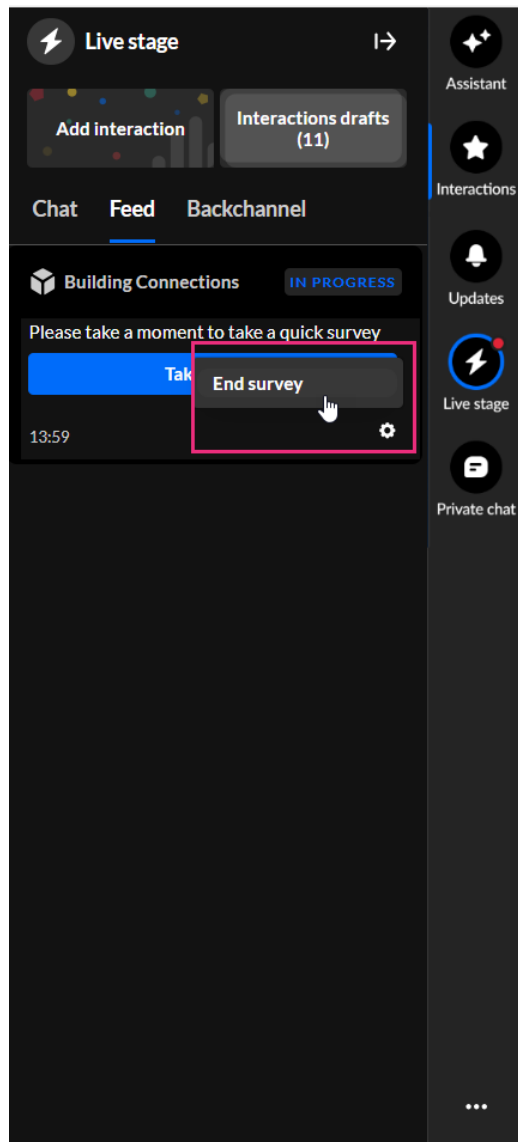 Live stage
Add interaction
Interactions drafts
(11)
Chat
Feed
Backchannel
Building Connections
IN PROGRESS
Please take a moment to take a quick survey
End survey
13:59
Assistant
Interactions
Updates
Live stage
Private chat